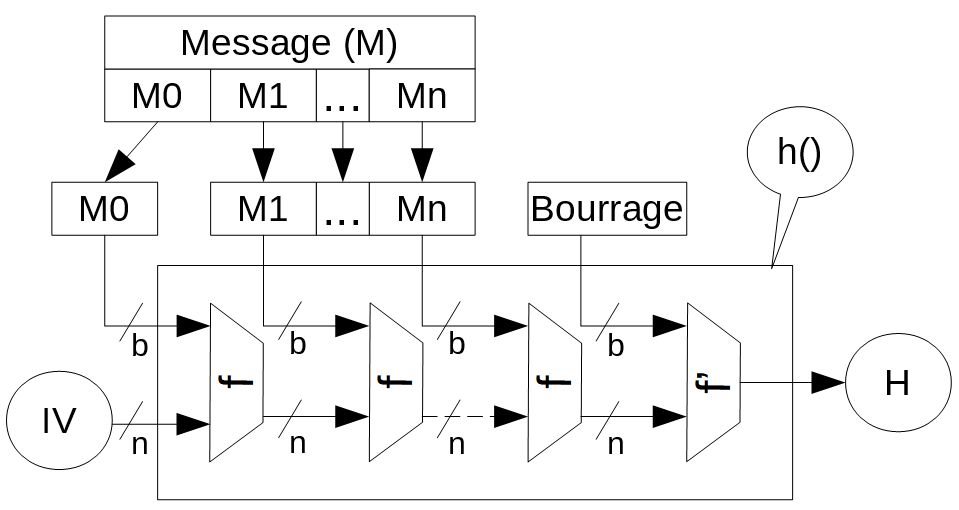 Message (M)
M0 M1 ... Mn
h()
M0 M1 ... Mn Bourrage
b b b b
f f f f'
IV H
n n n n